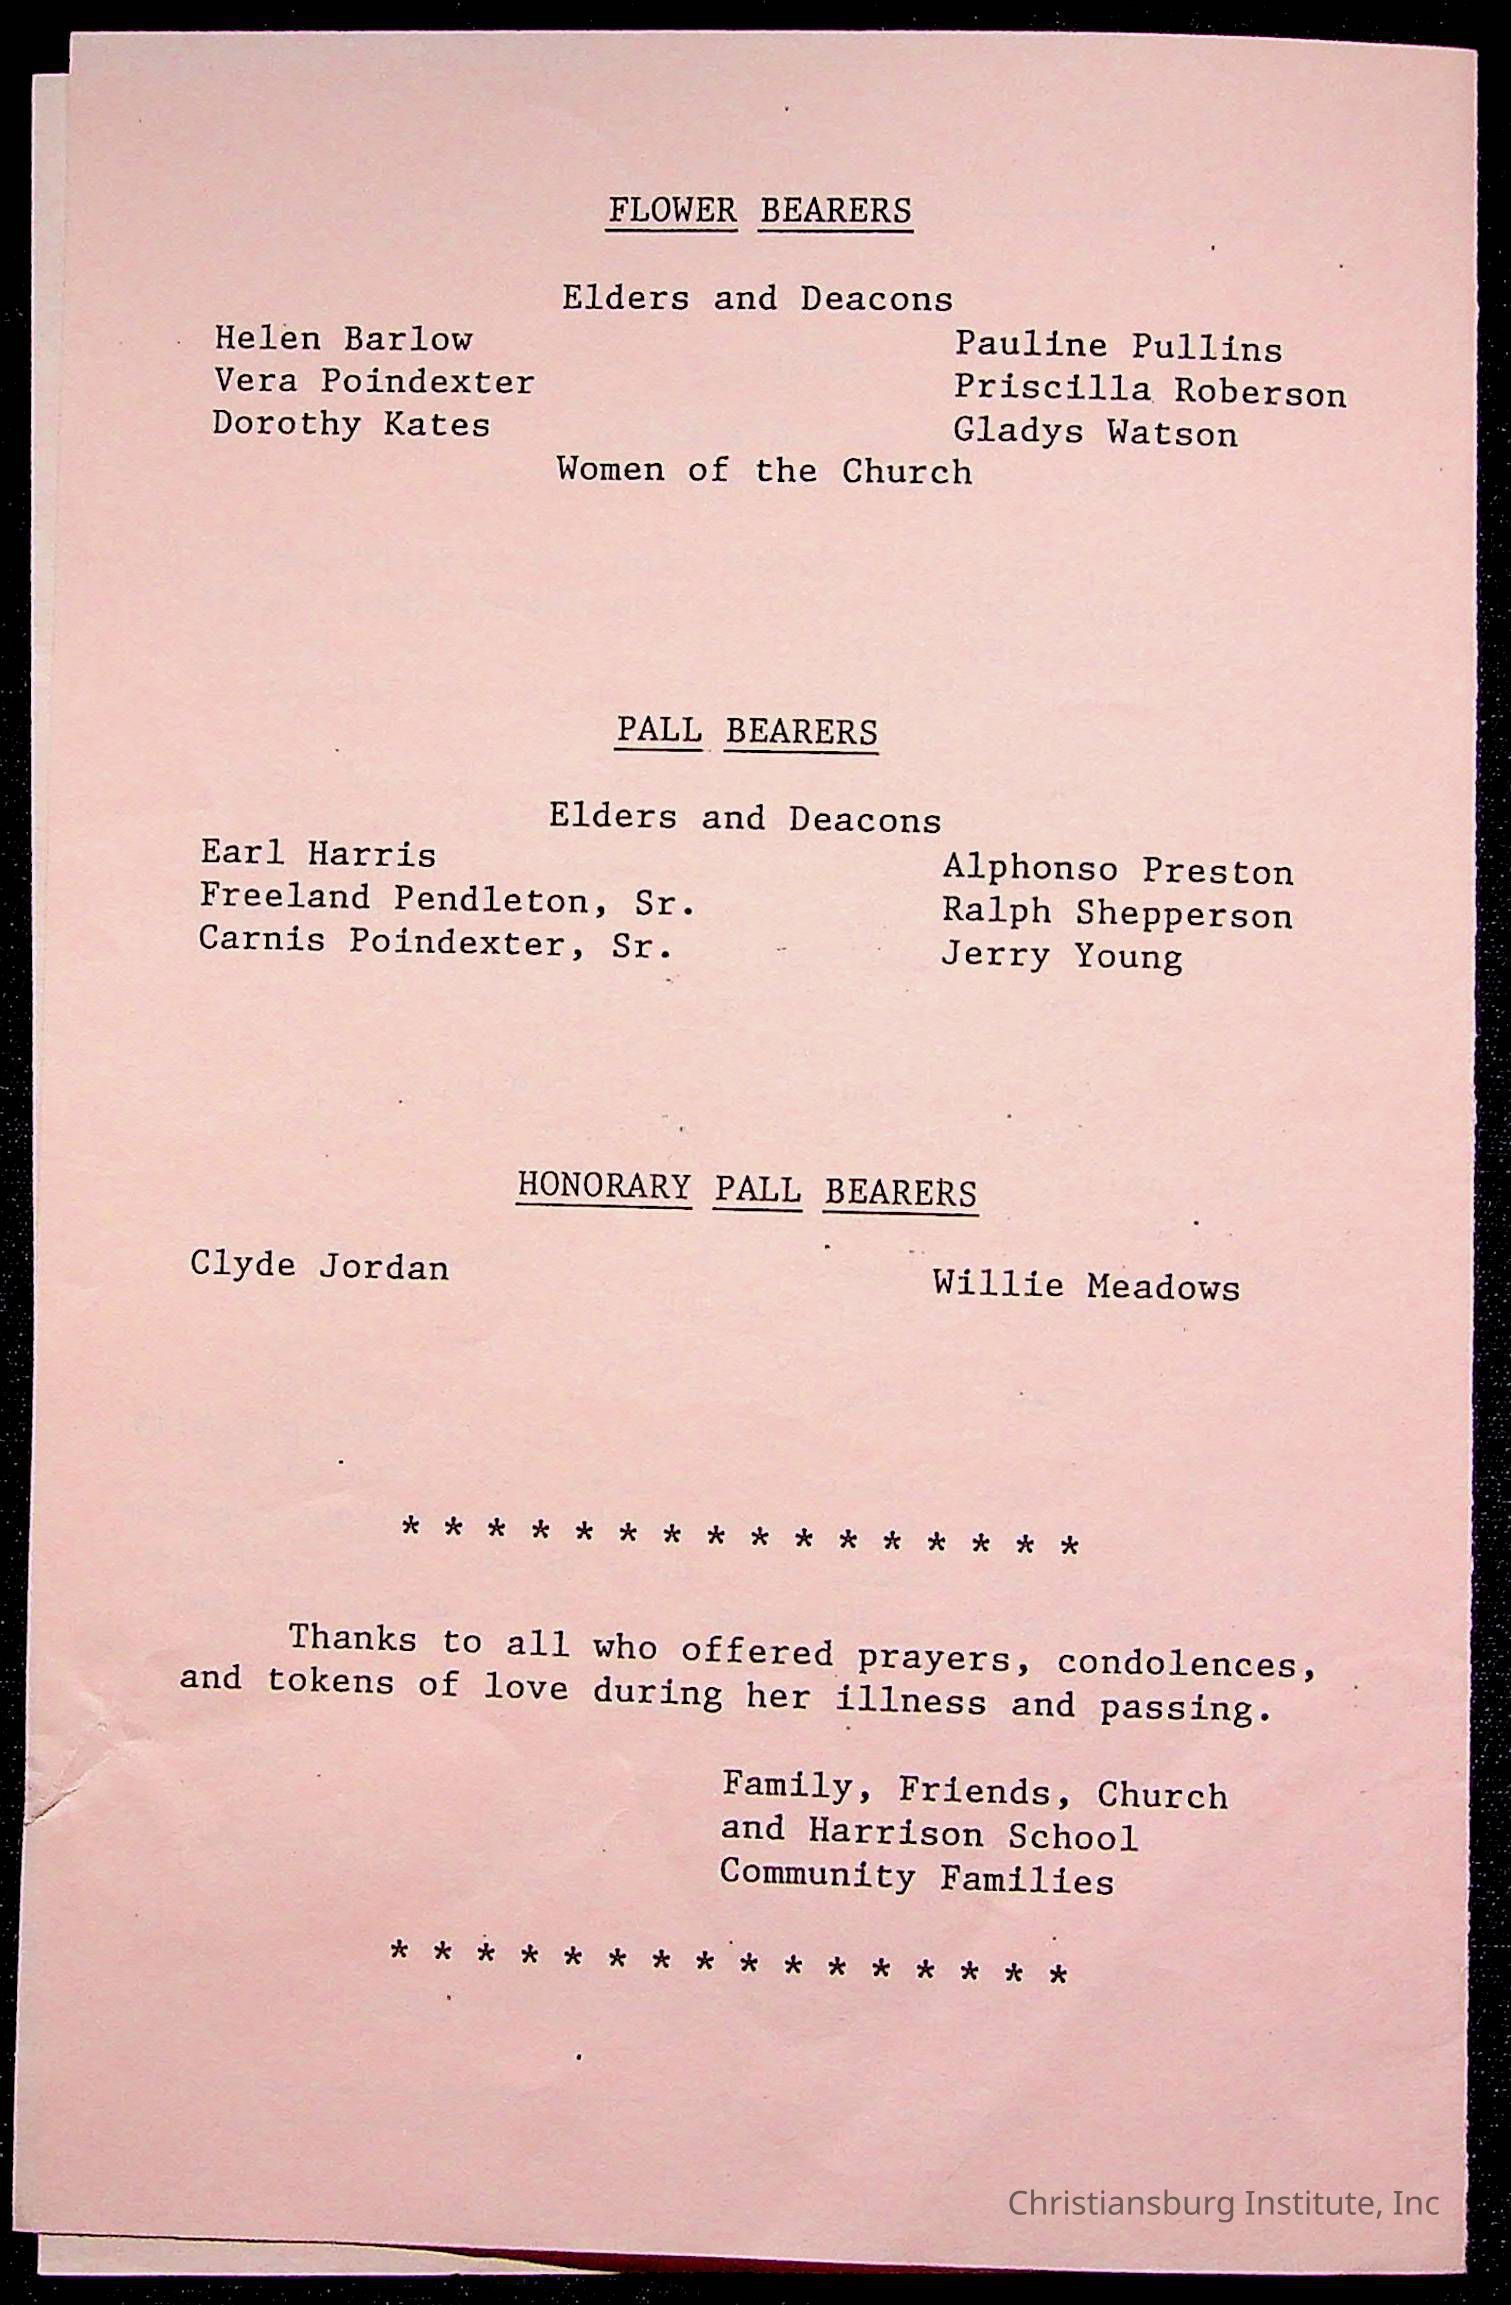 FLOWER BEARERS
Elders and Deacons
Helen Barlow Pauline Pullins
Vera Poindexter Priscilla Roberson
Dorothy Kates Gladys Watson
Women of the Church
PALL BEARERS
Elders and Deacons
Earl Harris Alphonso Preston
Freeland Pendleton, Sr. Ralph Shepperson
Carnis Poindexter, Sr. Jerry Young
HONORARY PALL BEARERS
Clyde Jordan Willie Meadows
* * * * * * * * * * * * * * * *
Thanks to all who offered prayers, condolences,
and tokens of love during her illness and passing.
Family, Friends, Church
and Harrison School
Community Families
* * * * * * * * * * * * * * * *
Christiansburg Institute, Inc